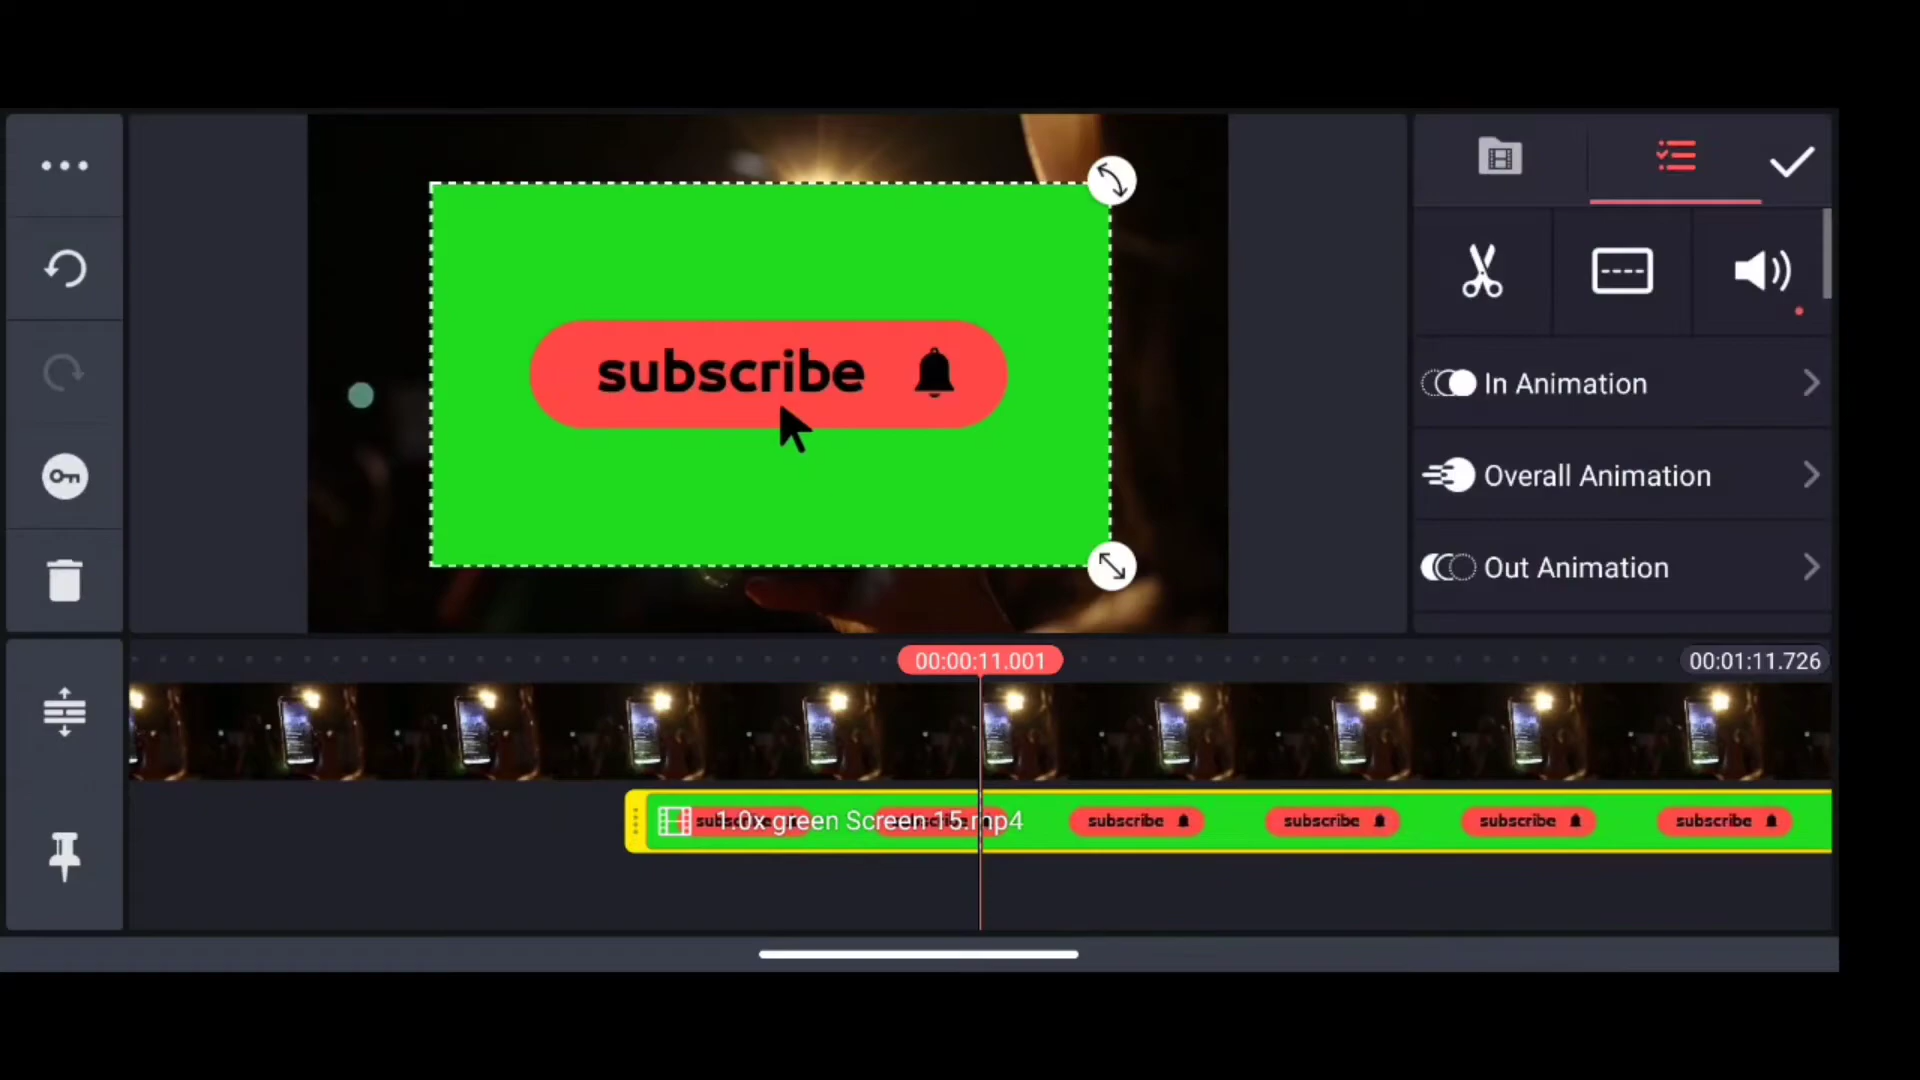 subscribe
In Animation
Overall Animation
Out Animation
00:00:11.001
00:01:11.726
1.0x green Screen 15.mp4
subscribe
subscribe
subscribe
subscribe